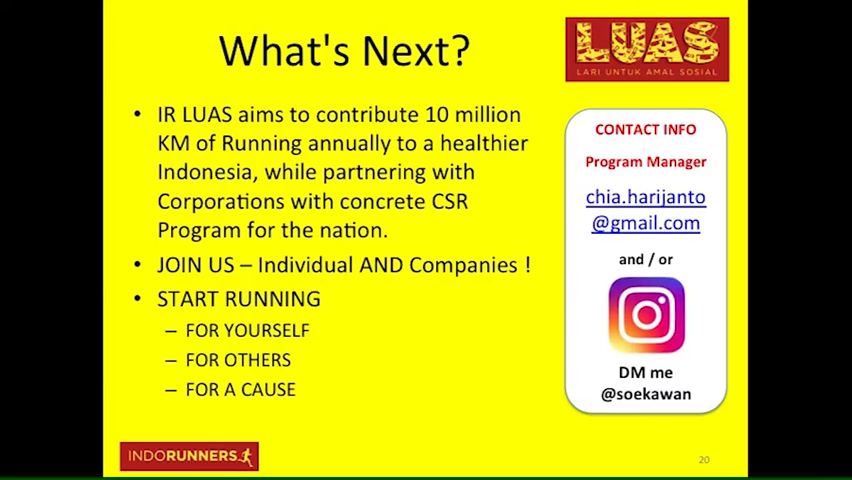 What's Next?
LUAS
LARI UNTUK AMAL SOSIAL
• IR LUAS aims to contribute 10 million
KM of Running annually to a healthier
Indonesia, while partnering with
Corporations with concrete CSR
Program for the nation.
• JOIN US – Individual AND Companies !
• START RUNNING
– FOR YOURSELF
– FOR OTHERS
– FOR A CAUSE
CONTACT INFO
Program Manager
chia.harijanto
@gmail.com
and / or
DM me
@soekawan
INDORUNNERS
20